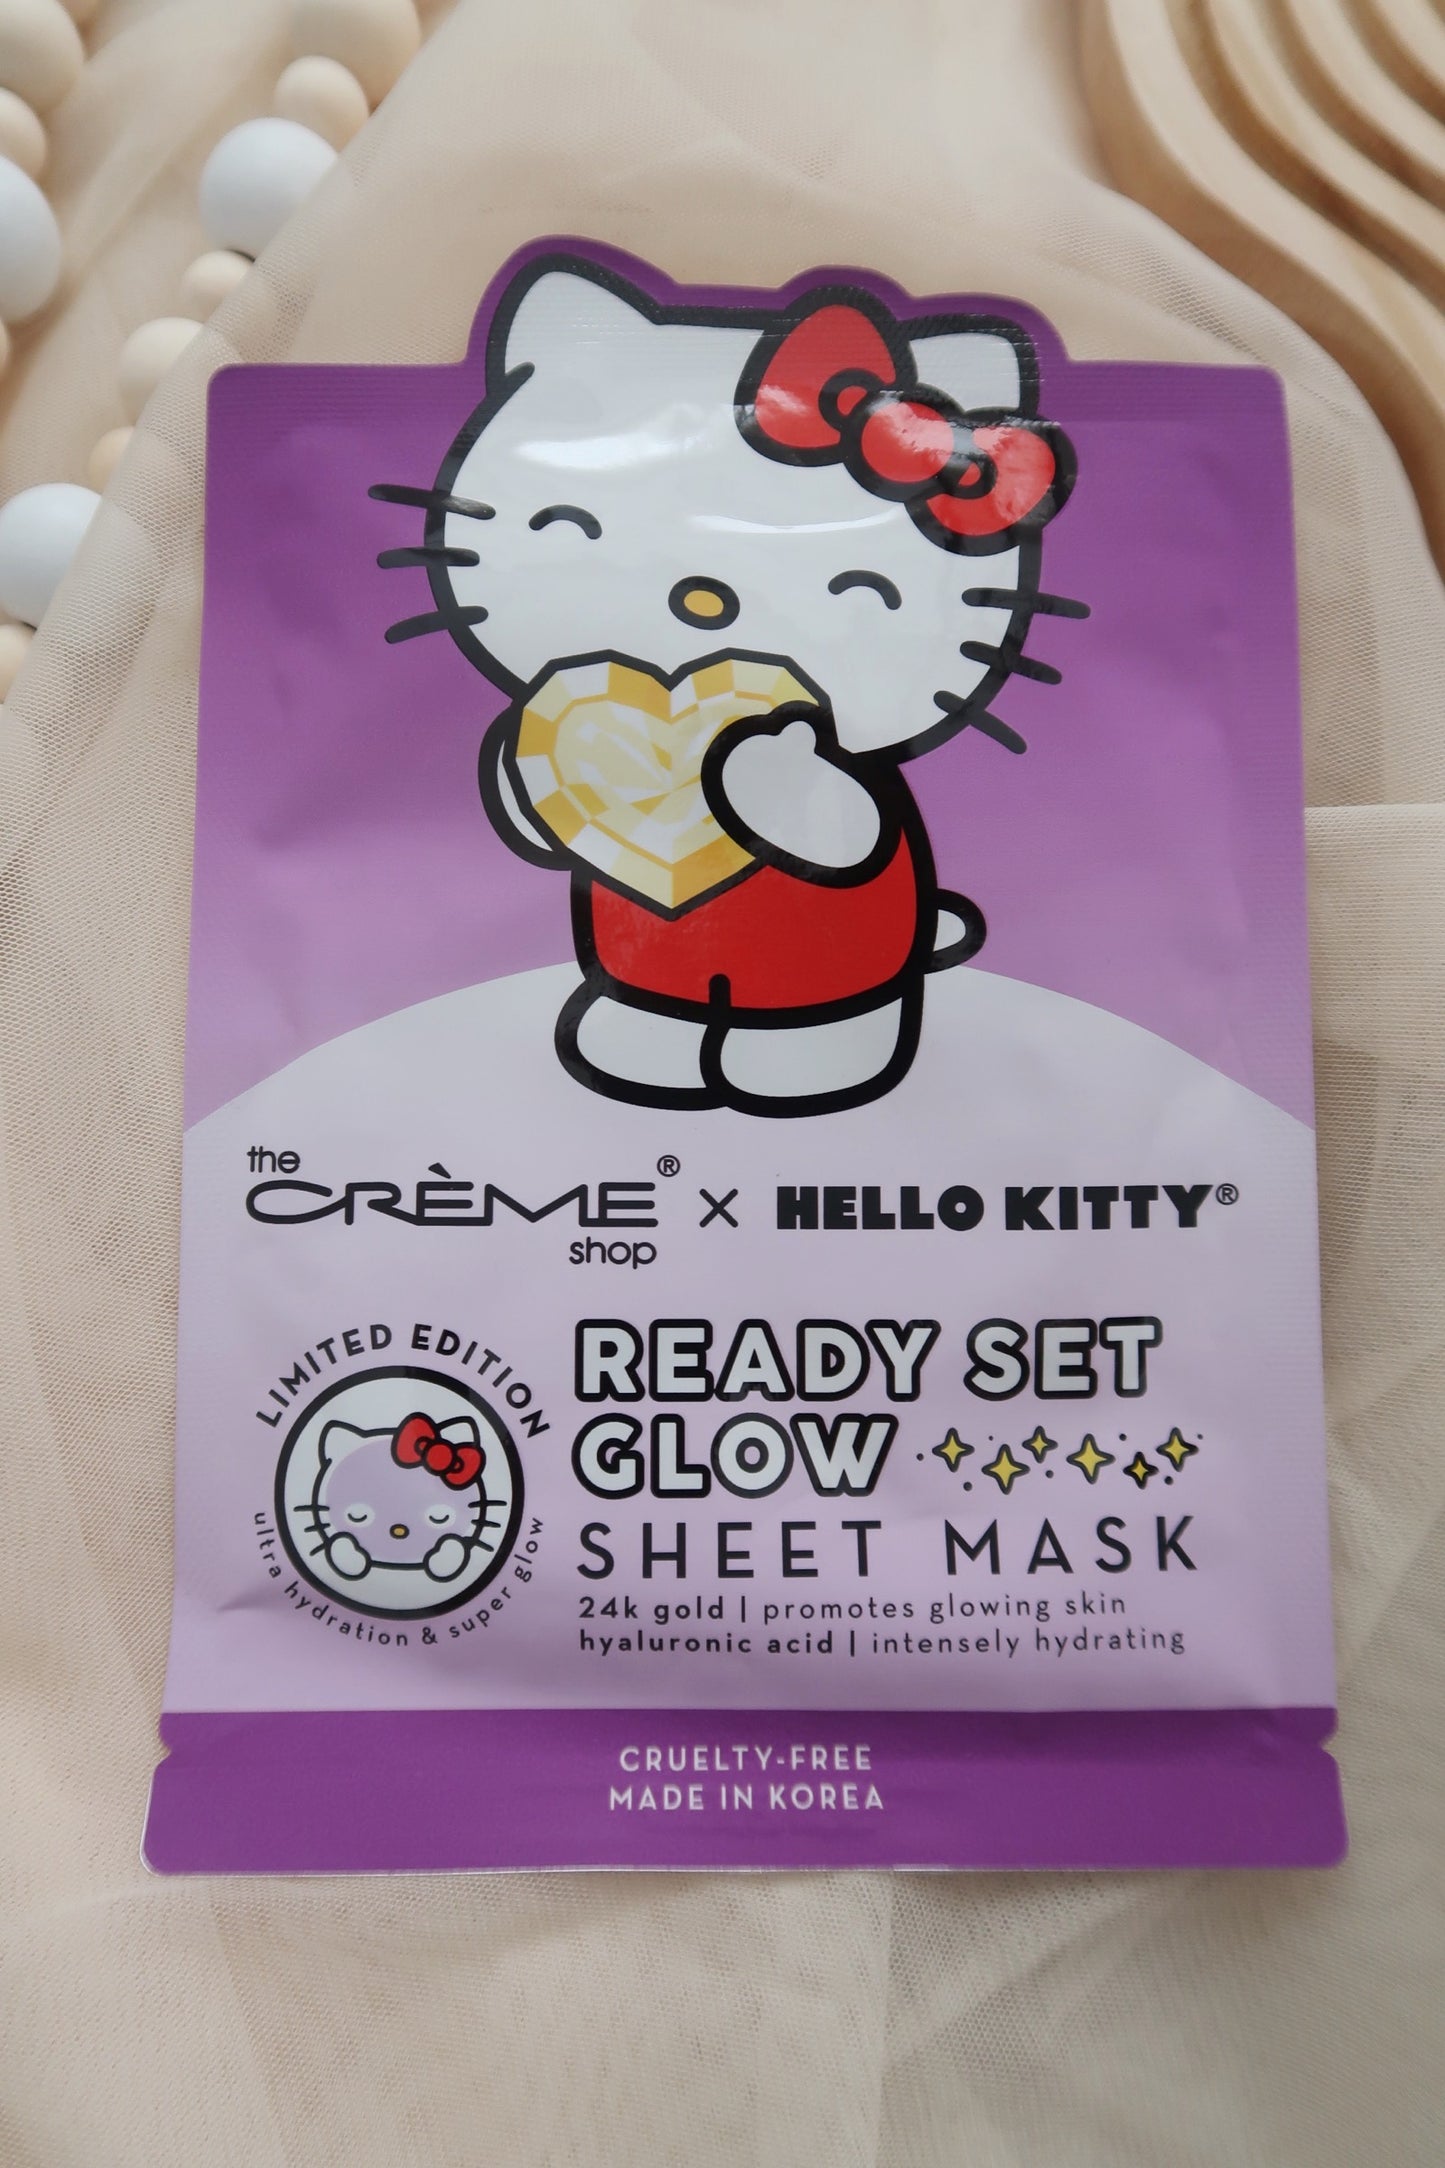 the
CRÈME® × HELLO KITTY®
shop
LIMITED EDITION
ultra hydration & super glow
READY SET
GLOW
SHEET MASK
24k gold | promotes glowing skin
hyaluronic acid | intensely hydrating
CRUELTY-FREE
MADE IN KOREA